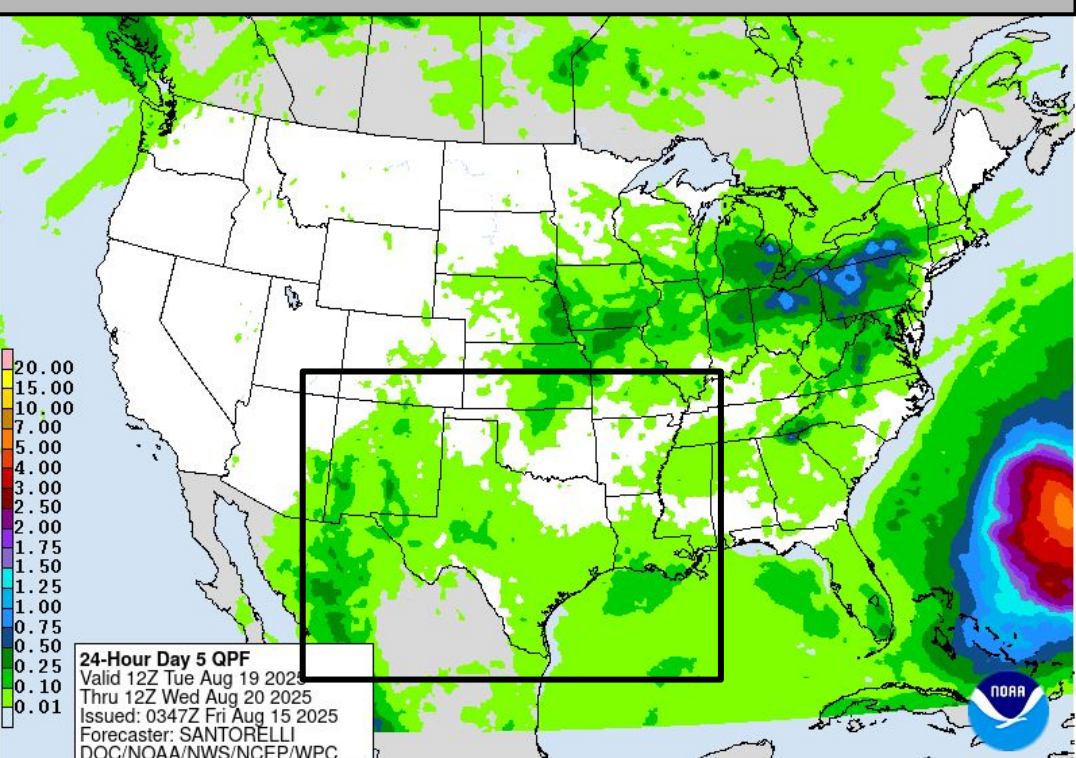 20.00
15.00
10.00
7.00
5.00
4.00
3.00
2.50
2.00
1.75
1.50
1.25
1.00
0.75
0.50
0.25
0.10
0.01
24-Hour Day 5 QPF
Valid 12Z Tue Aug 19 2025
Thru 12Z Wed Aug 20 2025
Issued: 0347Z Fri Aug 15 2025
Forecaster: SANTORELLI
DOC/NOAA/NWS/NCEP/WPC
NOAA